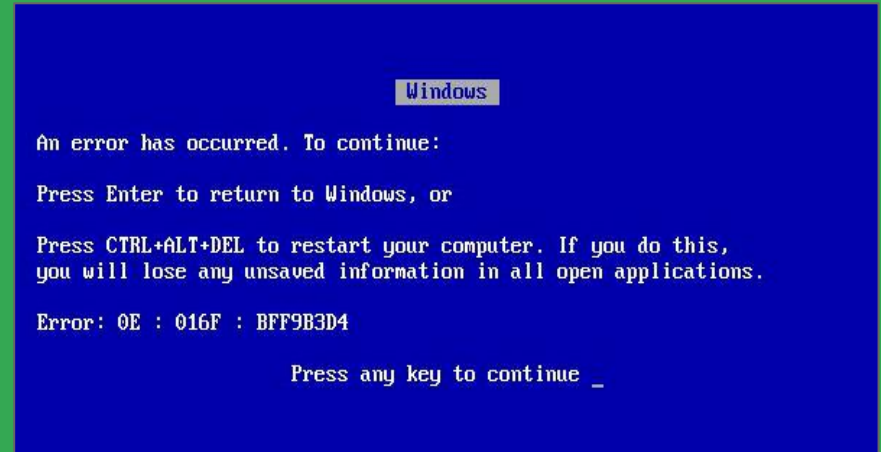 Windows
An error has occurred. To continue:
Press Enter to return to Windows, or
Press CTRL+ALT+DEL to restart your computer. If you do this,
you will lose any unsaved information in all open applications.
Error: 0E : 016F : BFF9B3D4
Press any key to continue _